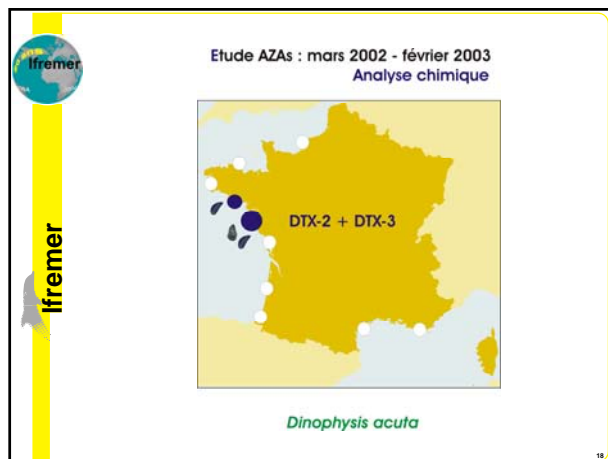 Ifremer
Etude AZAs : mars 2002 - février 2003
Analyse chimique
DTX-2 + DTX-3
Ifremer
Dinophysis acuta
18